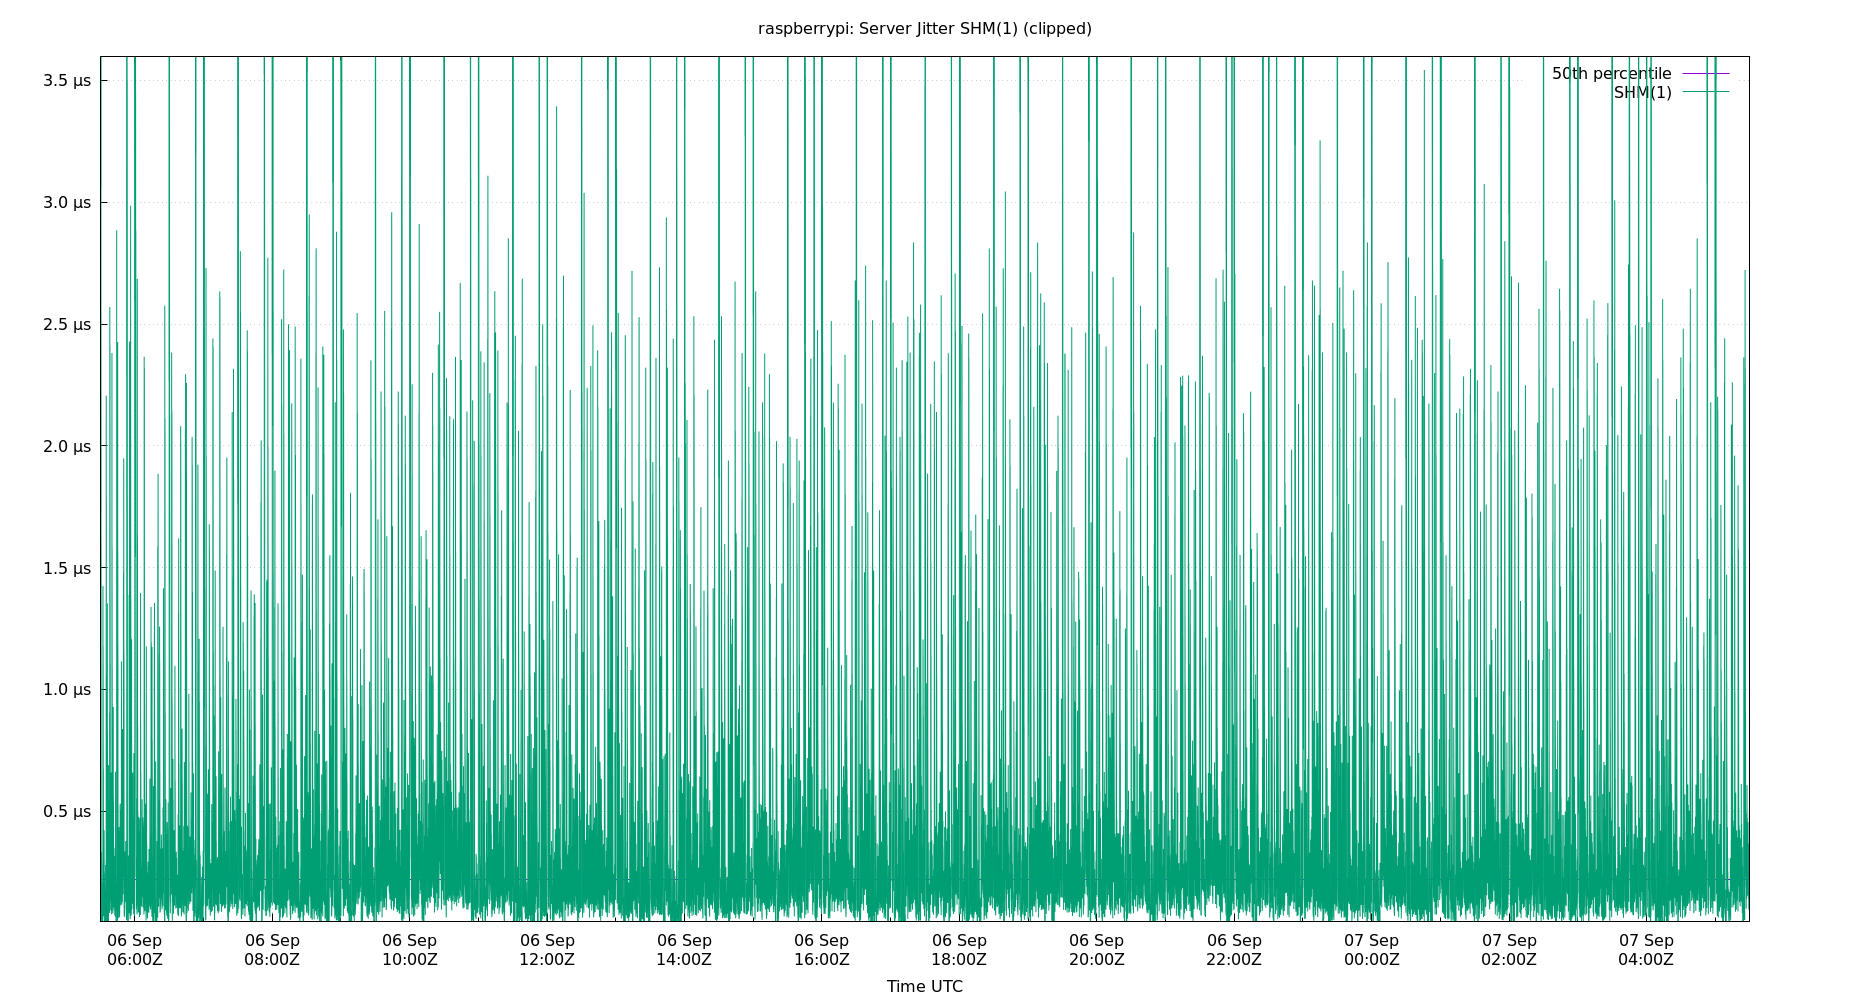 raspberrypi: Server Jitter SHM(1) (clipped)
50th percentile
SHM(1)
3.5 µs
3.0 µs
2.5 µs
2.0 µs
1.5 µs
1.0 µs
0.5 µs
06 Sep 06 Sep 06 Sep 06 Sep 06 Sep 06 Sep 06 Sep 06 Sep 06 Sep 07 Sep 07 Sep 07 Sep
06:00Z 08:00Z 10:00Z 12:00Z 14:00Z 16:00Z 18:00Z 20:00Z 22:00Z 00:00Z 02:00Z 04:00Z
Time UTC